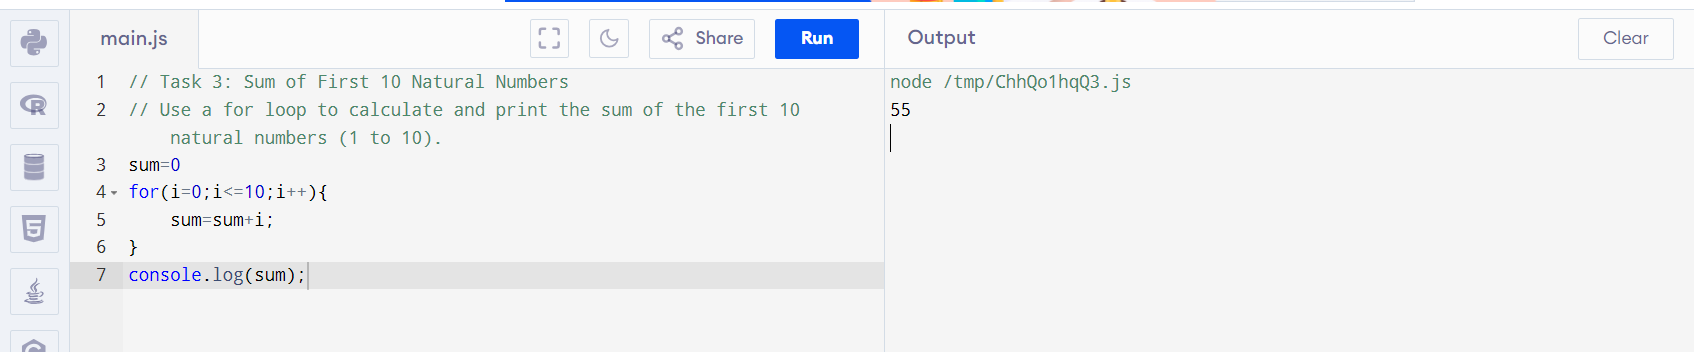 main.js
Share
Run
Output
Clear
1 // Task 3: Sum of First 10 Natural Numbers
2 // Use a for loop to calculate and print the sum of the first 10
natural numbers (1 to 10).
3 sum=0
4 for(i=0;i<=10;i++){
5 sum=sum+i;
6 }
7 console.log(sum);
node /tmp/ChhQo1hqQ3.js
55